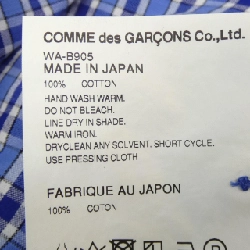 COMME des GARÇONS Co.,Ltd.
WA-B905
MADE IN JAPAN
100% COTTON
HAND WASH WARM.
DO NOT BLEACH.
LINE DRY IN SHADE.
WARM IRON.
DRYCLEAN ANY SOLVENT. SHORT CYCLE.
USE PRESSING CLOTH
FABRIQUE AU JAPON
100% COTON